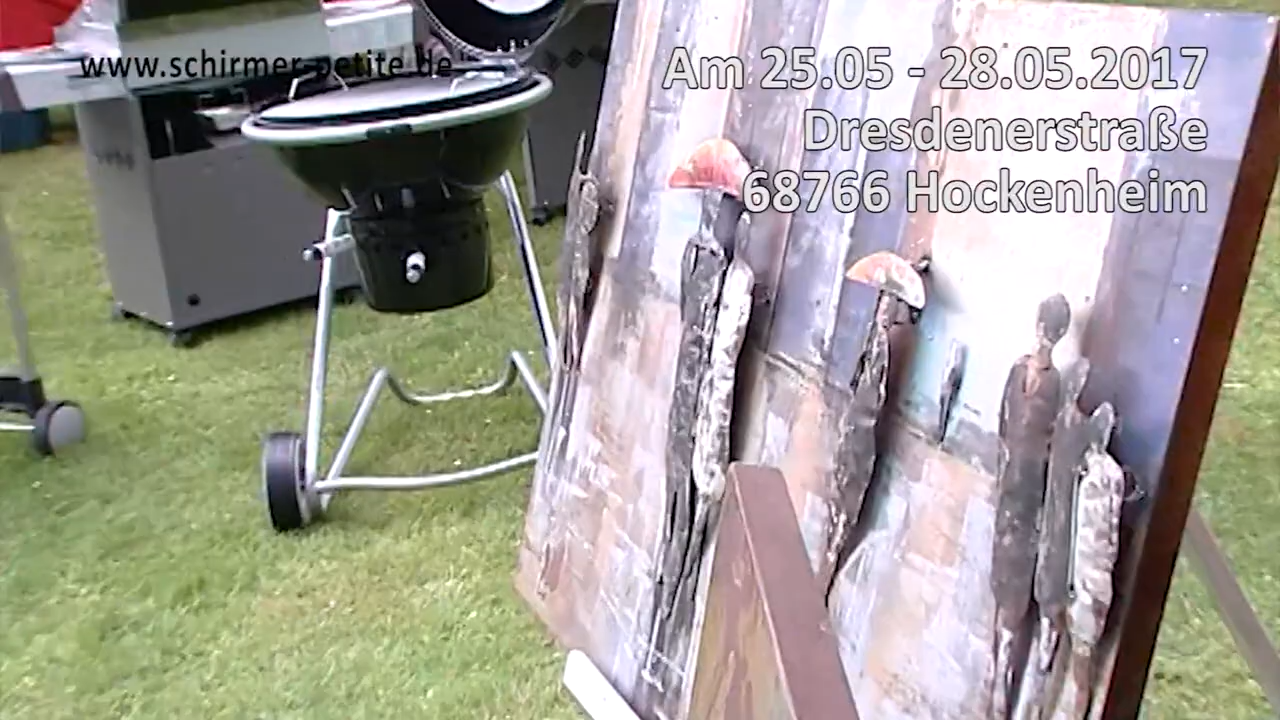 www.schirmer-petite.de
Am 25.05 - 28.05.2017
Dresdenerstraße
68766 Hockenheim